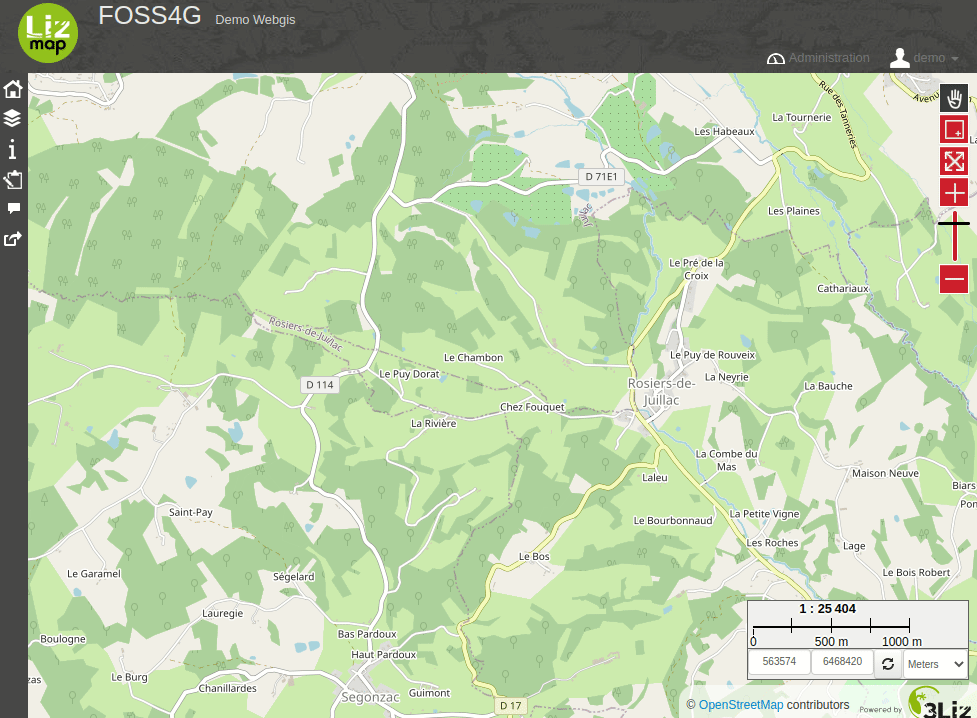 Liz
map
FOSS4G Demo Webgis
Administration
demo
Rue des Tanneries
La Tournerie
Les Habeaux
D 71E1
Les Plaines
Le Pré de la
Croix
Cathariaux
Rosiers-de-Juillac
Le Chambon
Le Puy de Rouveix
Le Puy Dorat
La Neyrie
D 114
Rosiers-de-
Juillac
La Bauche
Chez Fouquet
La Rivière
La Combe du
Mas
Maison Neuve
Laleu
Biars
Saint-Pay
La Petite Vigne
Le Bourbonnaud
Les Roches
Lage
Le Bos
Le Garamel
Ségelard
Le Bois Robert
Lauregie
1 : 25 404
Boulogne
Bas Pardoux
0 500 m 1000 m
Haut Pardoux
563574 6468420 Meters
Le Burg
Chanillardes
Segonzac
Guimont
D 17
© OpenStreetMap contributors
Powered by 3Liz